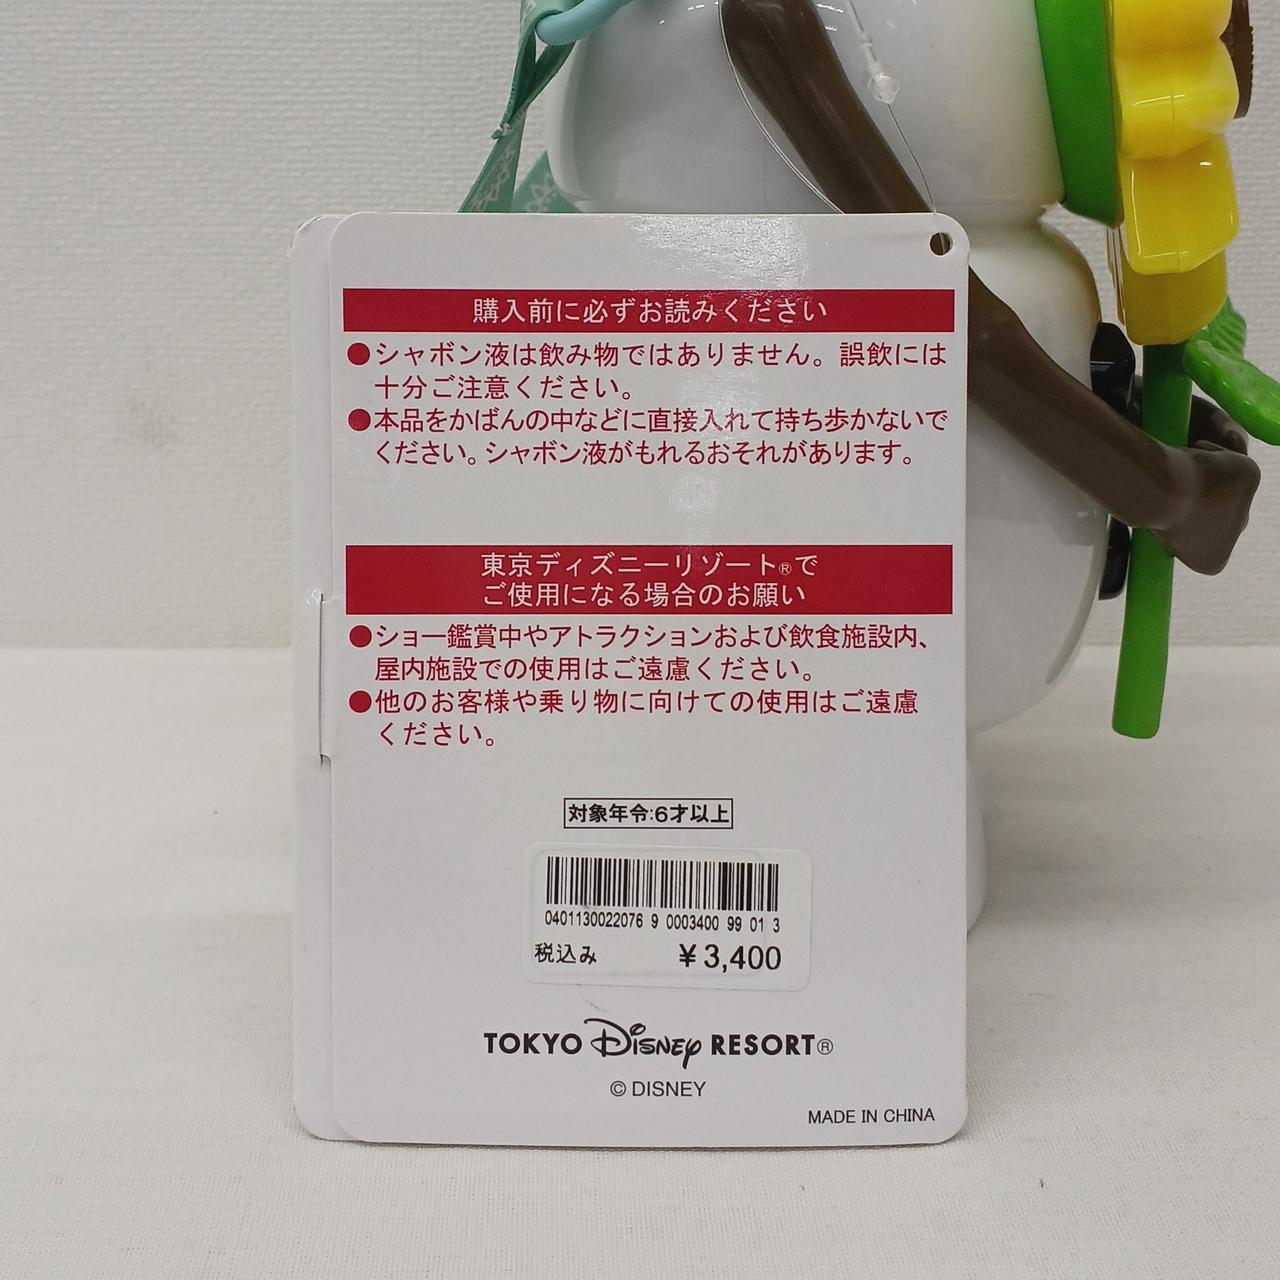 購入前に必ずお読みください
●シャボン液は飲み物ではありません。誤飲には
十分ご注意ください。
●本品をかばんの中などに直接入れて持ち歩かないで
ください。シャボン液がもれるおそれがあります。
東京ディズニーリゾート®で
ご使用になる場合のお願い
●ショー鑑賞中やアトラクションおよび飲食施設内、
屋内施設での使用はご遠慮ください。
●他のお客様や乗り物に向けての使用はご遠慮
ください。
対象年令:6才以上
0401130022076 9 0003400 99 01 3
税込み ¥3,400
TOKYO Disney RESORT®
© DISNEY
MADE IN CHINA